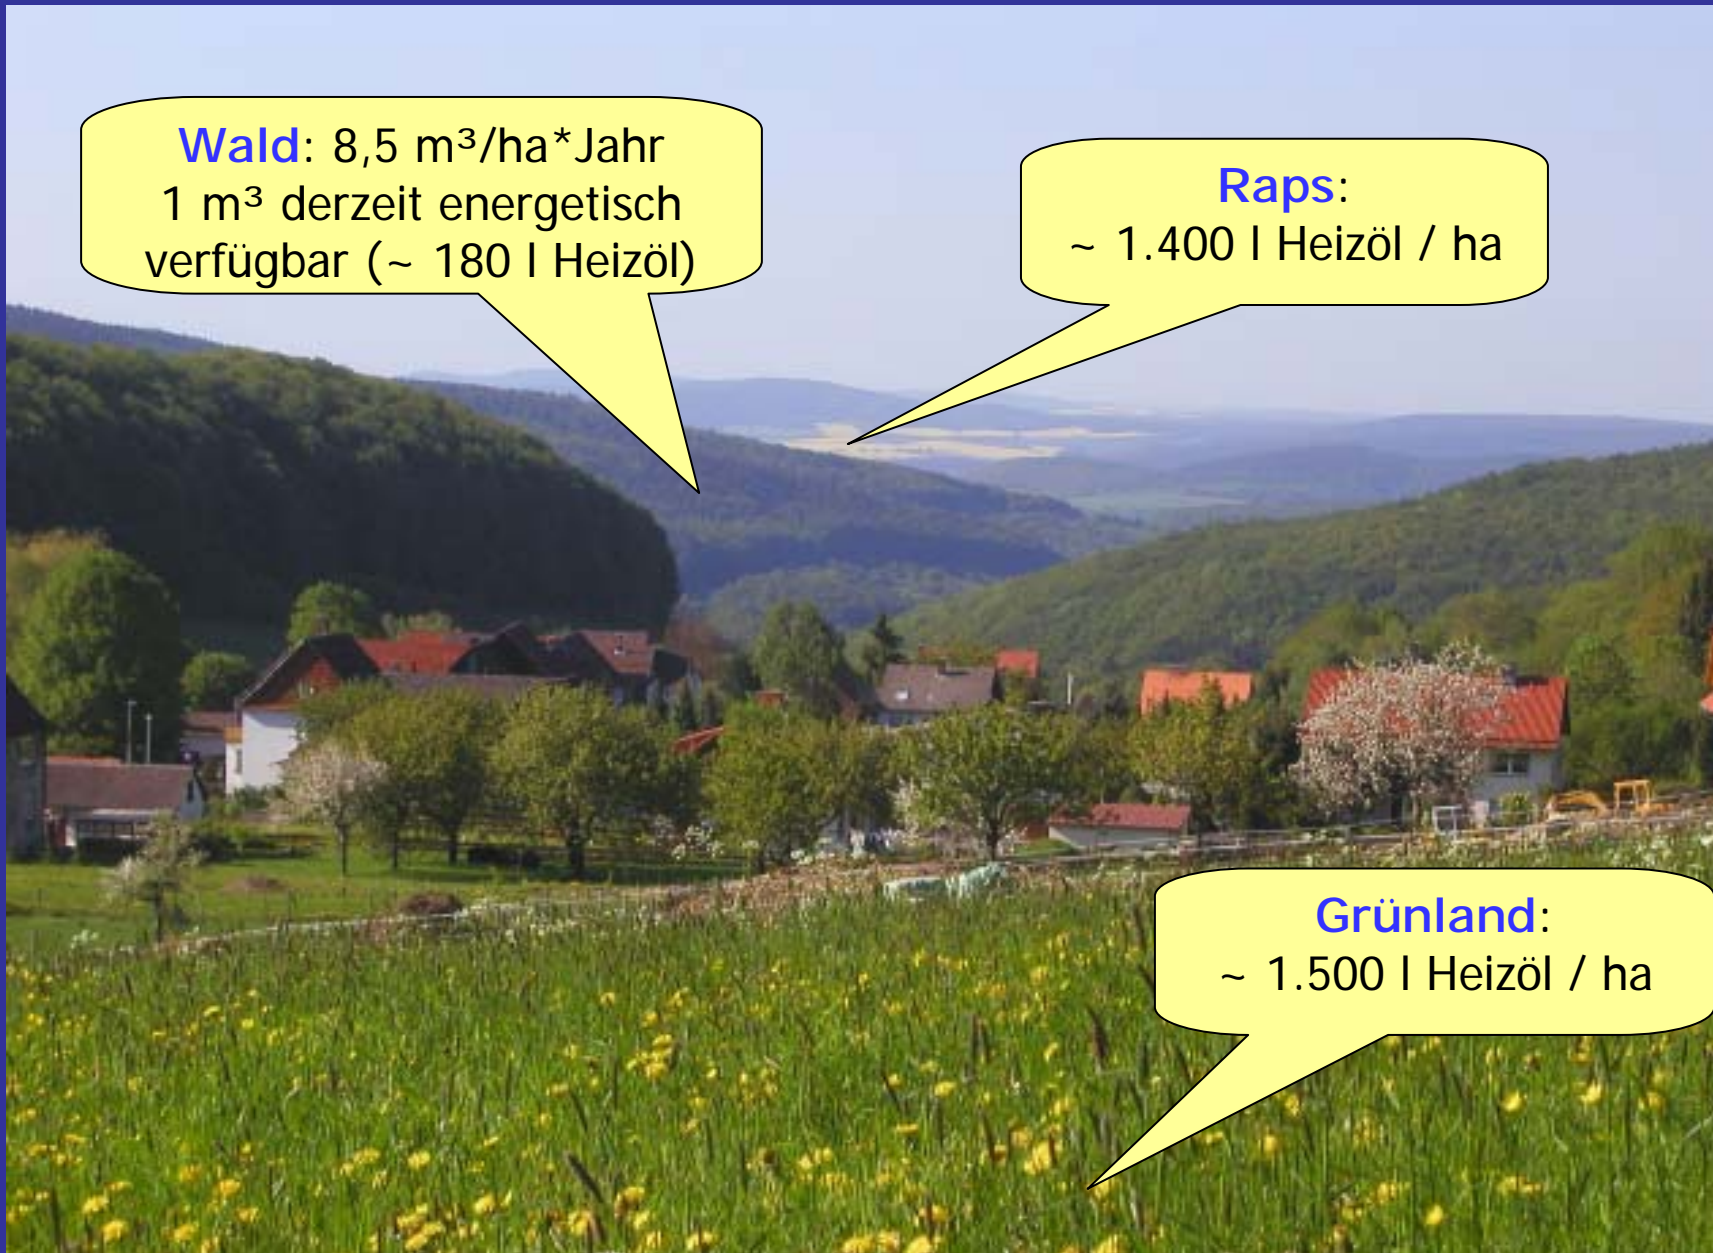 Wald: 8,5 m³/ha*Jahr
1 m³ derzeit energetisch
verfügbar (~ 180 l Heizöl)
Raps:
~ 1.400 l Heizöl / ha
Grünland:
~ 1.500 l Heizöl / ha